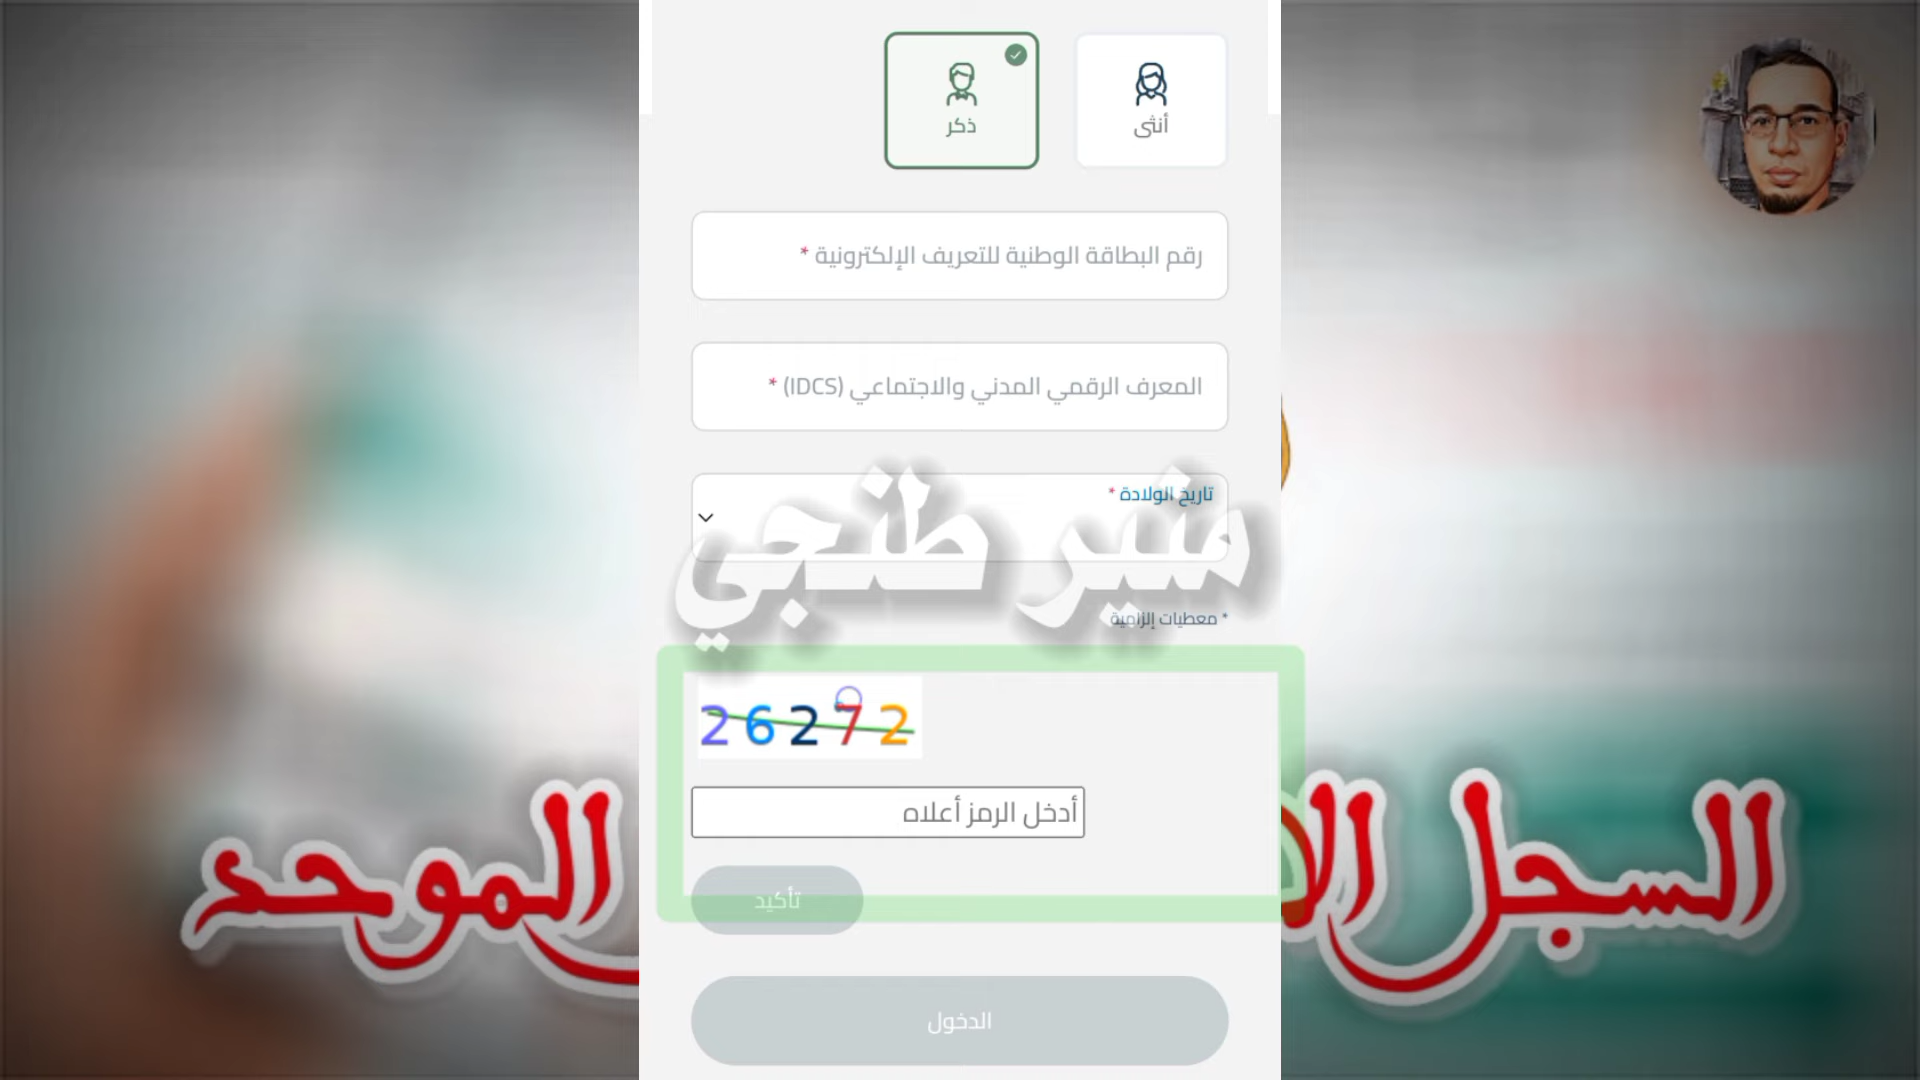 أنثى
ذكر
رقم البطاقة الوطنية للتعريف الإلكترونية *
المعرف الرقمي المدني والاجتماعي (IDCS) *
تاريخ الولادة *
منير طنجي
* معطيات إلزامية
26272
أدخل الرمز أعلاه
تأكيد
السجل الا
الموحد
الدخول